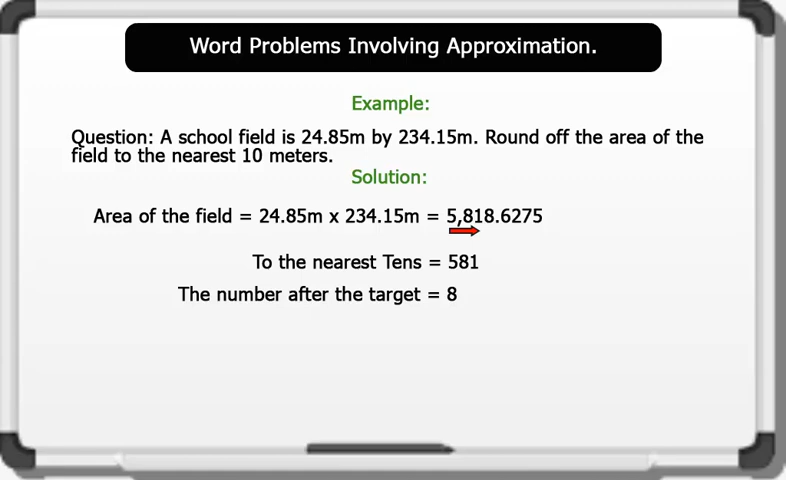 Word Problems Involving Approximation.
Example:
Question: A school field is 24.85m by 234.15m. Round off the area of the
field to the nearest 10 meters.
Solution:
Area of the field = 24.85m x 234.15m = 5,818.6275
To the nearest Tens = 581
The number after the target = 8